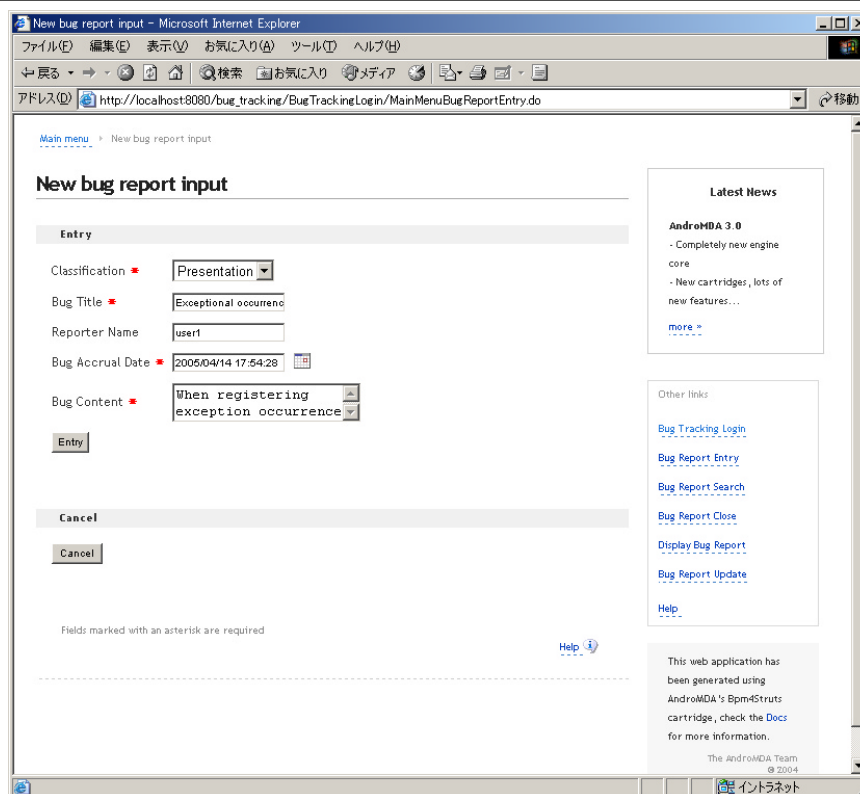 New bug report input - Microsoft Internet Explorer
ファイル(F) 編集(E) 表示(V) お気に入り(A) ツール(T) ヘルプ(H)
戻る 検索 お気に入り メディア
アドレス(D) http://localhost:8080/bug_tracking/BugTrackingLogin/MainMenuBugReportEntry.do 移動
Main menu New bug report input
New bug report input
Entry
Classification * Presentation
Bug Title * Exceptional occurrenc
Reporter Name user1
Bug Accrual Date * 2005/04/14 17:54:28
Bug Content * When registering
exception occurrence
Entry
Cancel
Cancel
Fields marked with an asterisk are required
Help
Latest News
AndroMDA 3.0
- Completely new engine
core
- New cartridges, lots of
new features...
more »
Other links
Bug Tracking Login
Bug Report Entry
Bug Report Search
Bug Report Close
Display Bug Report
Bug Report Update
Help
This web application has
been generated using
AndroMDA's Bpm4Struts
cartridge, check the Docs
for more information.
The AndroMDA Team
@ 2004
イントラネット